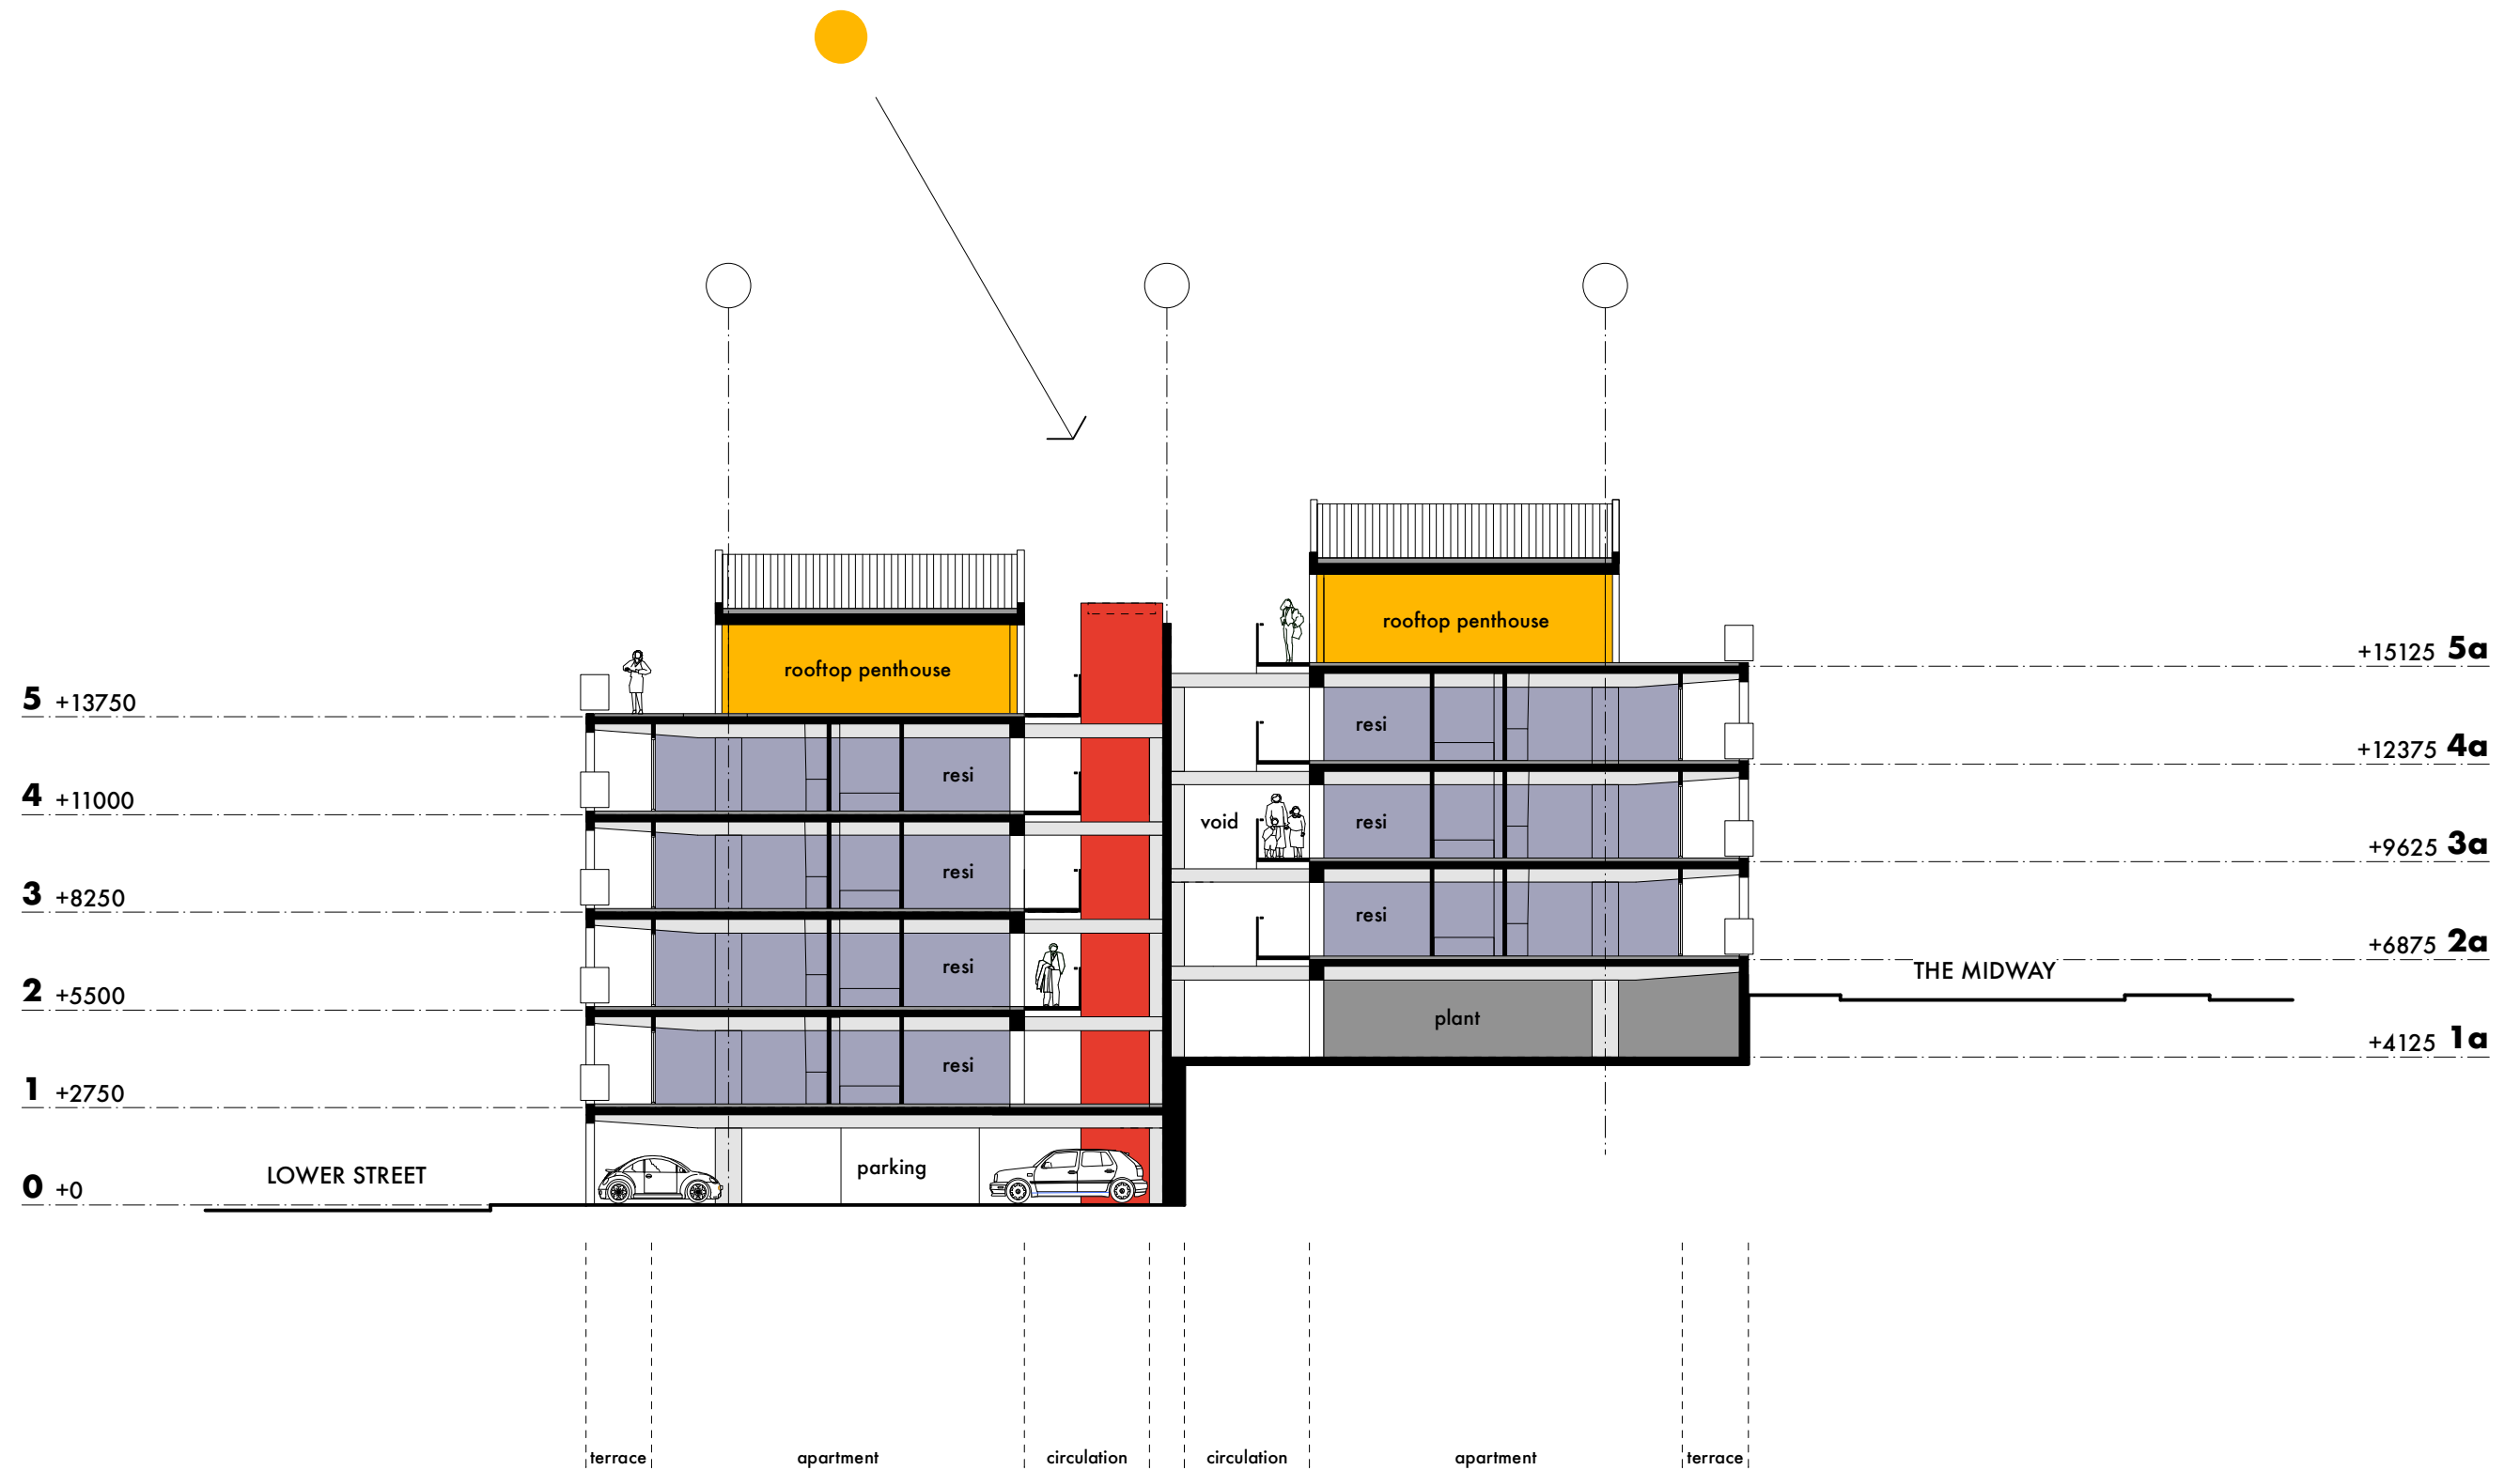 rooftop penthouse
rooftop penthouse
+15125 5a
5 +13750
resi
+12375 4a
resi
4 +11000
void
resi
+9625 3a
resi
3 +8250
resi
+6875 2a
resi
THE MIDWAY
2 +5500
plant
+4125 1a
resi
1 +2750
parking
LOWER STREET
0 +0
terrace apartment circulation circulation apartment terrace